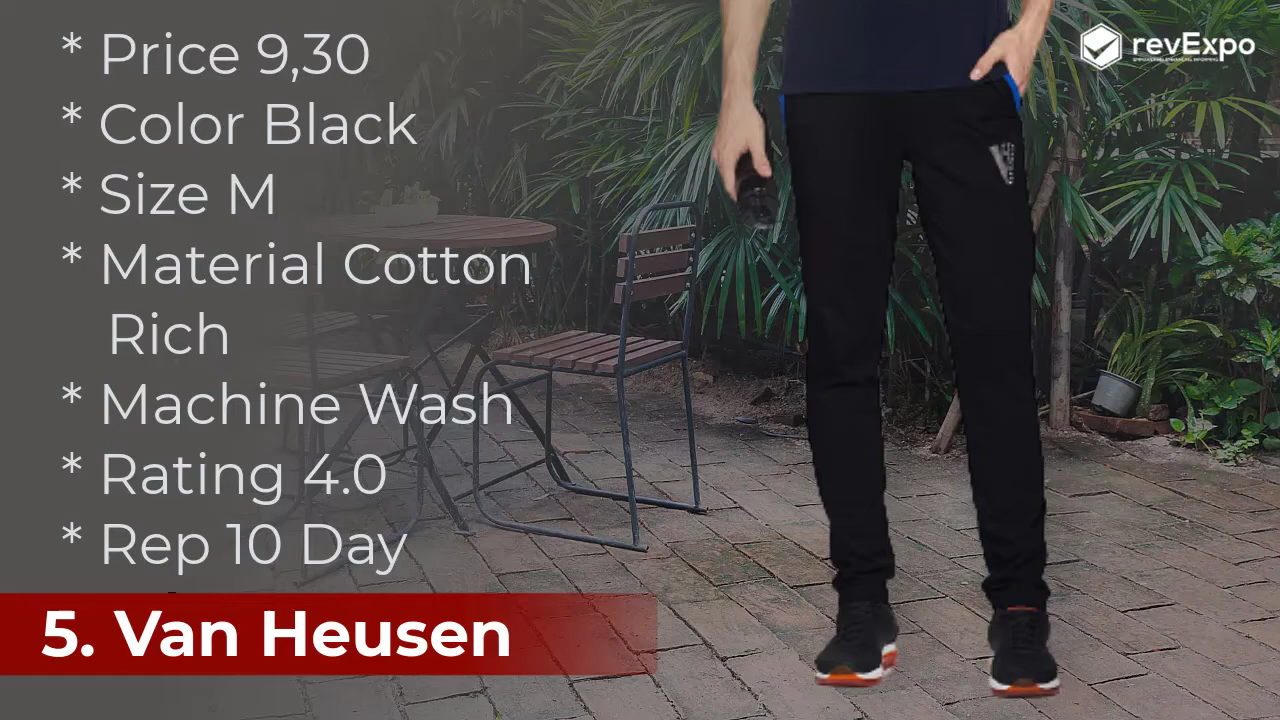 * Price 9,30
* Color Black
* Size M
* Material Cotton
Rich
* Machine Wash
* Rating 4.0
* Rep 10 Day
5. Van Heusen
revExpo